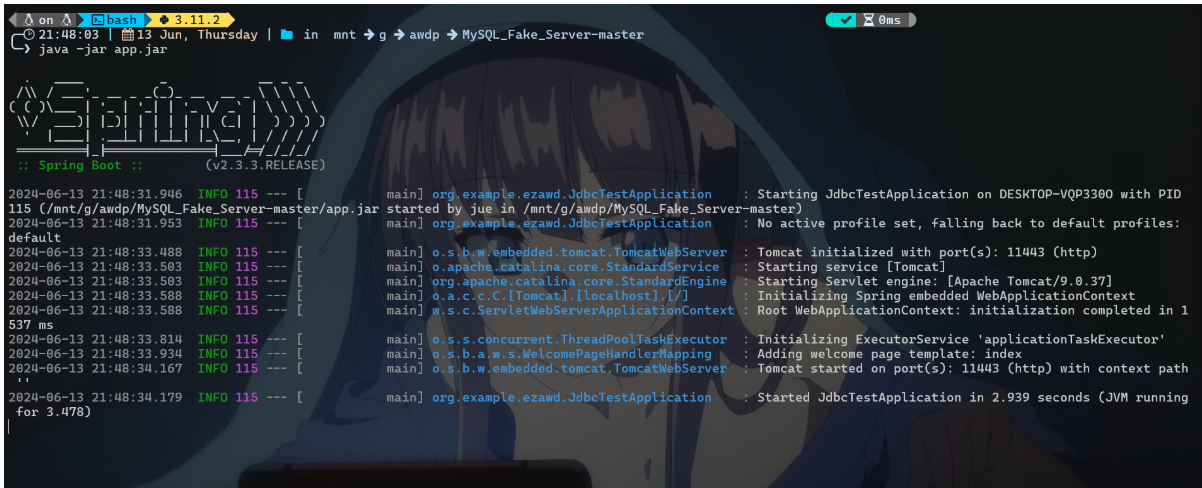 on bash 3.11.2 0ms
21:48:03 | 13 Jun, Thursday | in mnt g awdp MySQL_Fake_Server-master
java -jar app.jar
:: Spring Boot :: (v2.3.3.RELEASE)
2024-06-13 21:48:31.946 INFO 115 --- [ main] org.example.ezawd.JdbcTestApplication : Starting JdbcTestApplication on DESKTOP-VQP330O with PID
115 (/mnt/g/awdp/MySQL_Fake_Server-master/app.jar started by jue in /mnt/g/awdp/MySQL_Fake_Server-master)
2024-06-13 21:48:31.953 INFO 115 --- [ main] org.example.ezawd.JdbcTestApplication : No active profile set, falling back to default profiles:
default
2024-06-13 21:48:33.488 INFO 115 --- [ main] o.s.b.w.embedded.tomcat.TomcatWebServer : Tomcat initialized with port(s): 11443 (http)
2024-06-13 21:48:33.503 INFO 115 --- [ main] o.apache.catalina.core.StandardService : Starting service [Tomcat]
2024-06-13 21:48:33.503 INFO 115 --- [ main] org.apache.catalina.core.StandardEngine : Starting Servlet engine: [Apache Tomcat/9.0.37]
2024-06-13 21:48:33.588 INFO 115 --- [ main] o.a.c.c.C.[Tomcat].[localhost].[/] : Initializing Spring embedded WebApplicationContext
2024-06-13 21:48:33.588 INFO 115 --- [ main] w.s.c.ServletWebServerApplicationContext : Root WebApplicationContext: initialization completed in 1
537 ms
2024-06-13 21:48:33.814 INFO 115 --- [ main] o.s.s.concurrent.ThreadPoolTaskExecutor : Initializing ExecutorService 'applicationTaskExecutor'
2024-06-13 21:48:33.934 INFO 115 --- [ main] o.s.b.a.w.s.WelcomePageHandlerMapping : Adding welcome page template: index
2024-06-13 21:48:34.167 INFO 115 --- [ main] o.s.b.w.embedded.tomcat.TomcatWebServer : Tomcat started on port(s): 11443 (http) with context path
''
2024-06-13 21:48:34.179 INFO 115 --- [ main] org.example.ezawd.JdbcTestApplication : Started JdbcTestApplication in 2.939 seconds (JVM running
for 3.478)